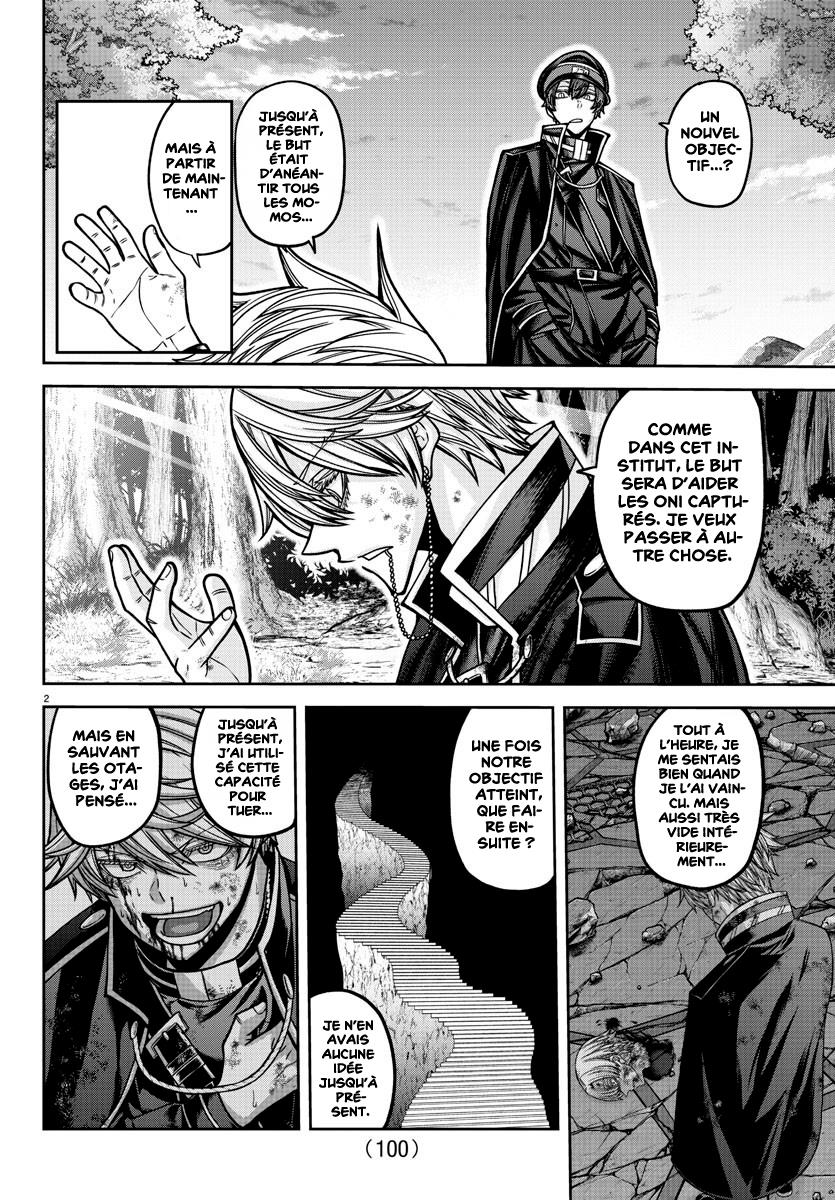 UN
NOUVEL
OBJEC-
TIF...?
JUSQU'À
PRÉSENT,
LE BUT
ÉTAIT
D'ANÉAN-
TIR TOUS
LES MO-
MOS...
MAIS À
PARTIR
DE MAIN-
TENANT
...
COMME
DANS CET INS-
TITUT, LE BUT
SERA D'AIDER
LES ONI CAPTU-
RÉS. JE VEUX
PASSER À AU-
TRE CHOSE.
2
TOUT À
L'HEURE, JE
ME SENTAIS
BIEN QUAND
JE L'AI VAIN-
CU. MAIS
AUSSI TRÈS
VIDE INTÉ-
RIEURE-
MENT...
UNE FOIS
NOTRE
OBJECTIF
ATTEINT,
QUE FAI-
RE EN-
SUITE ?
JE N'EN
AVAIS
AUCUNE
IDÉE
JUSQU'À
PRÉ-
SENT.
JUSQU'À
PRÉSENT,
J'AI UTILI-
SÉ CETTE
CAPACITÉ
POUR
TUER...
MAIS EN
SAUVANT
LES OTA-
GES, J'AI
PENSÉ...
(100)